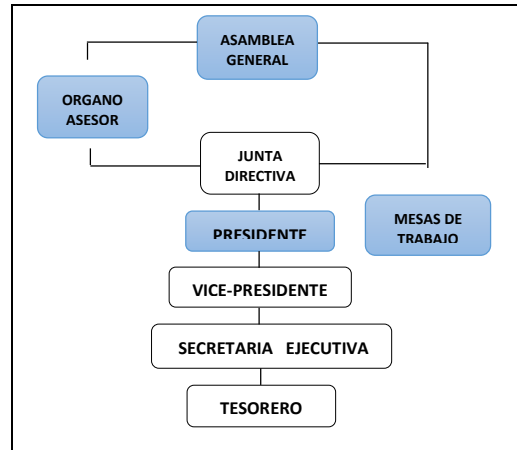 ASAMBLEA
GENERAL
ORGANO
ASESOR
JUNTA
DIRECTIVA
PRESIDENTE
MESAS DE
TRABAJO
VICE-PRESIDENTE
SECRETARIA EJECUTIVA
TESORERO